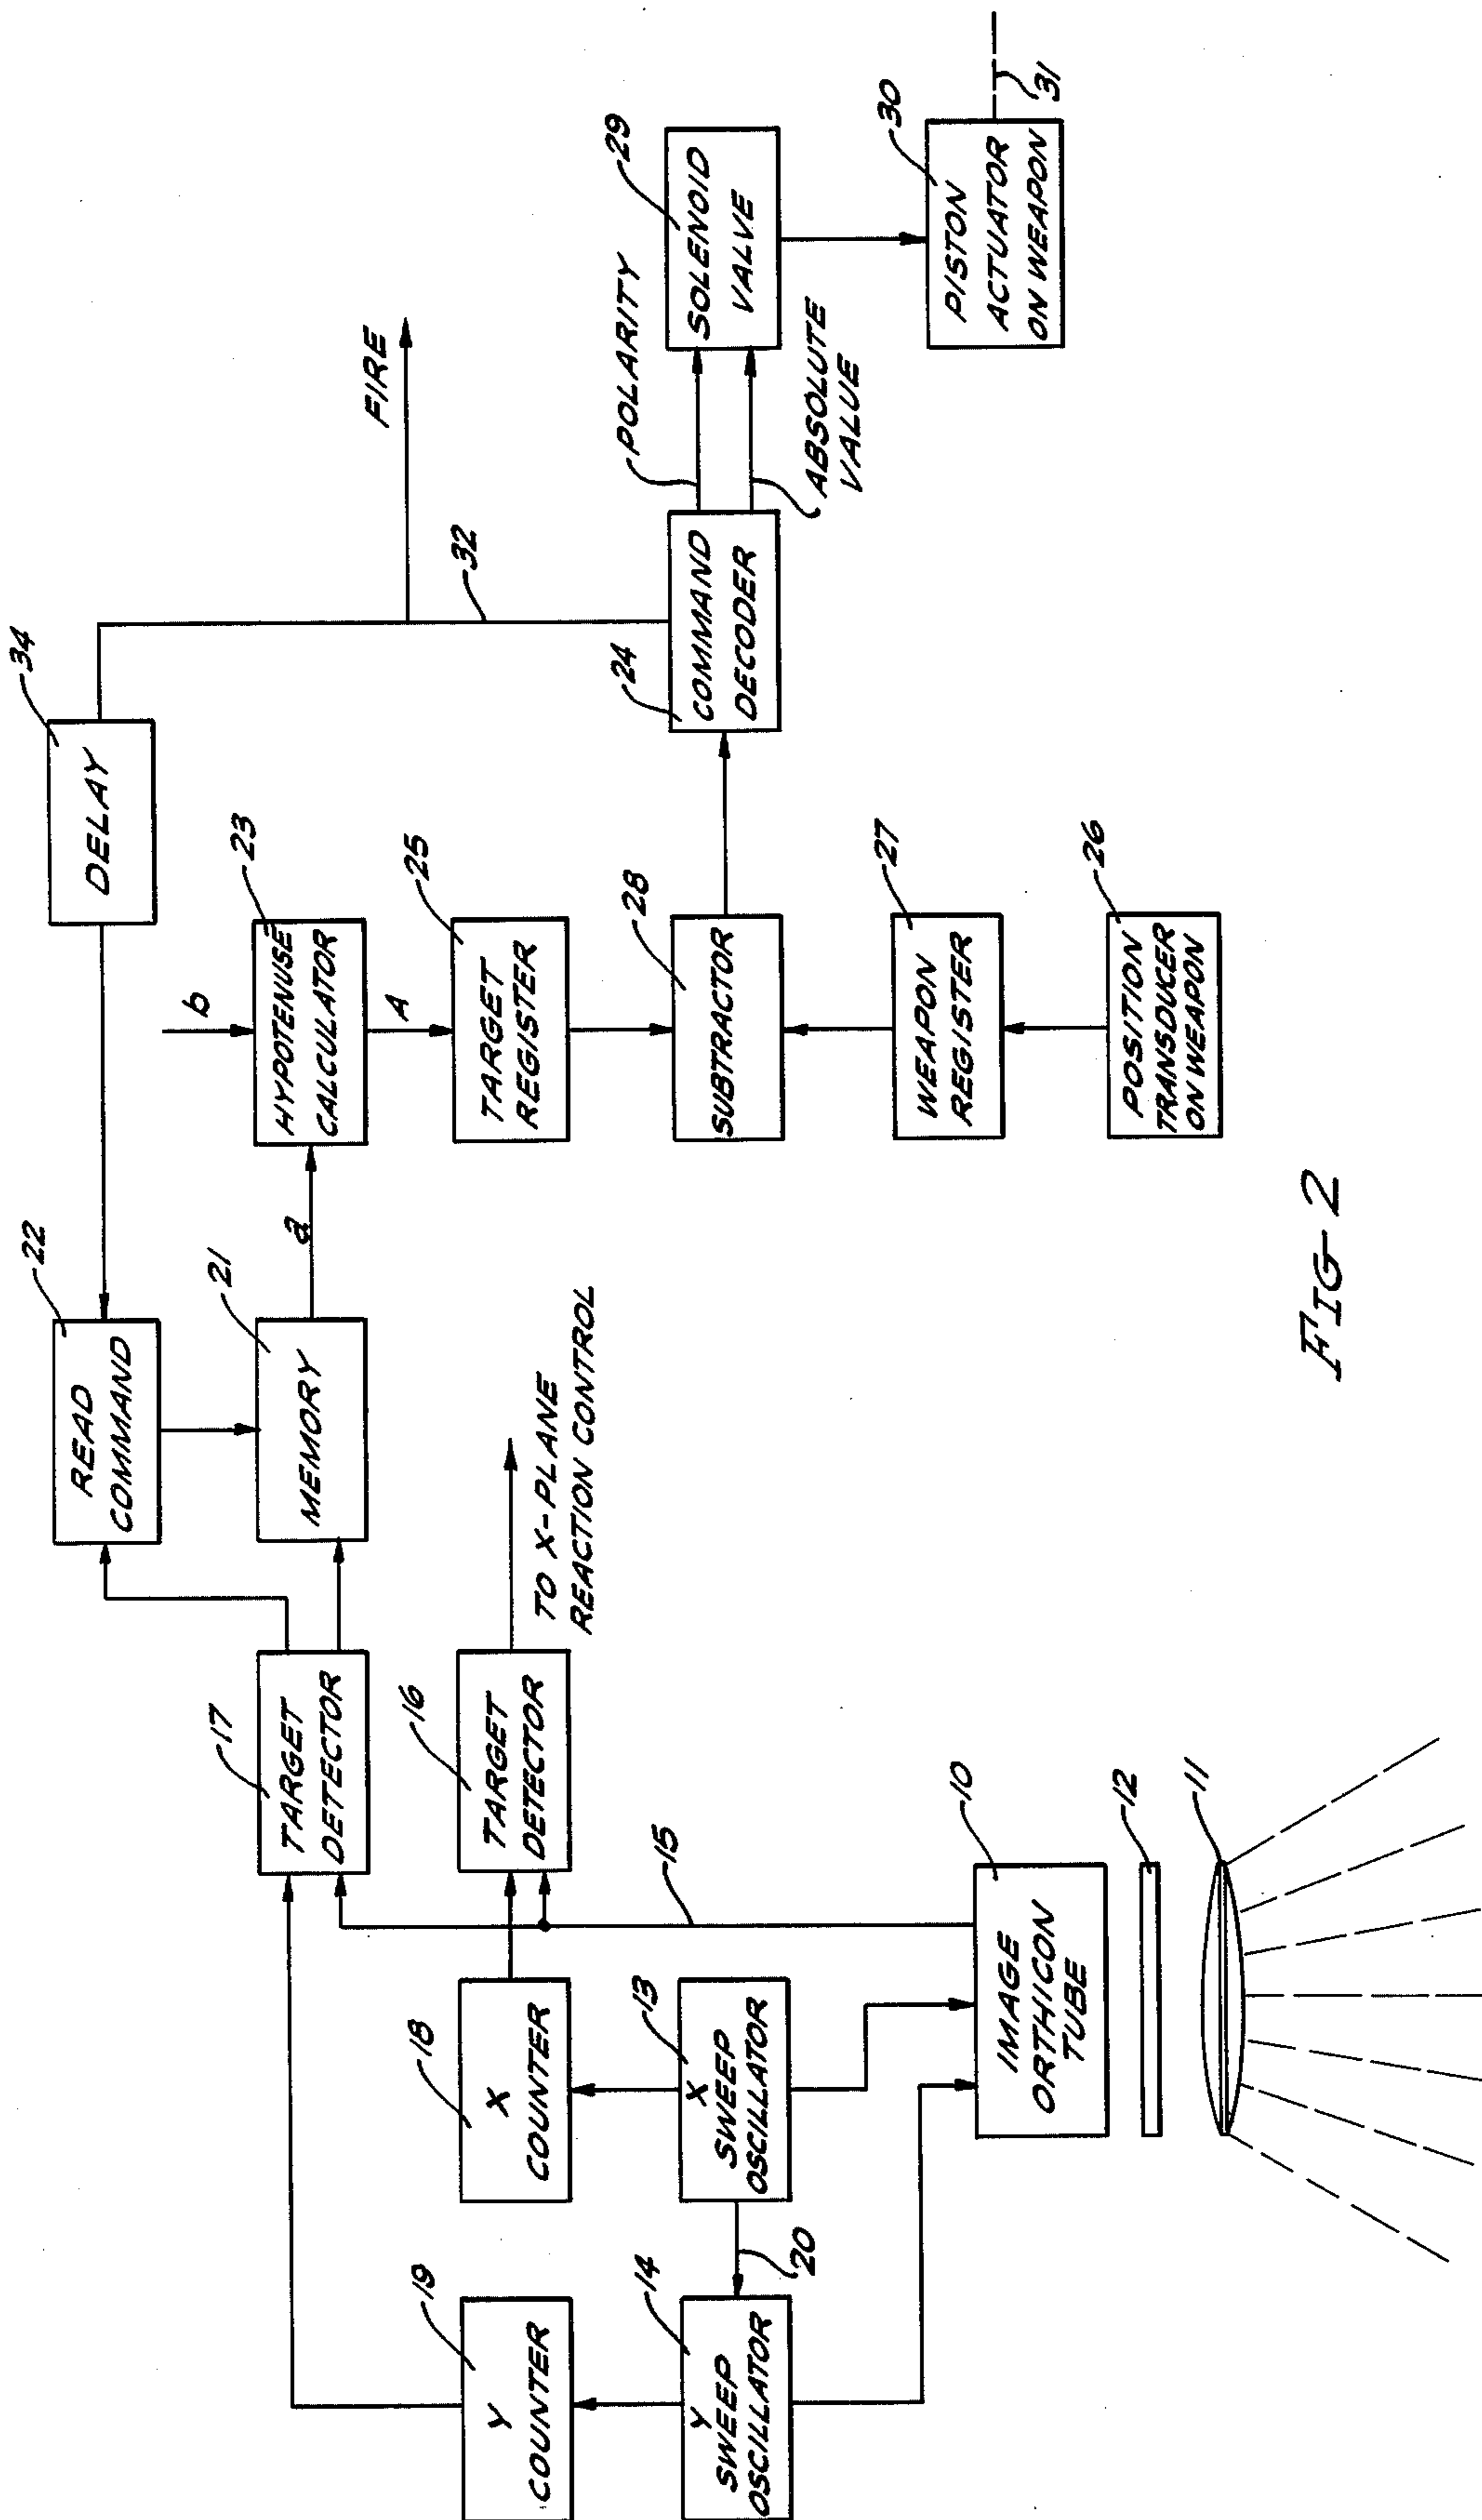 34
DELAY
22
READ
COMMAND
FIRE
32
b
23
HYPOTENUSE
CALCULATOR
21
MEMORY
a
17
TARGET
DETECTOR
A
25
TARGET
REGISTER
16
TARGET
DETECTOR
TO X-PLANE
REACTION CONTROL
19
Y
COUNTER
18
X
COUNTER
15
14
Y
SWEEP
OSCILLATOR
20
13
X
SWEEP
OSCILLATOR
28
SUBTRACTOR
24
COMMAND
DECODER
POLARITY
ABSOLUTE
VALUE
29
SOLENOID
VALVE
27
WEAPON
REGISTER
30
PISTON
ACTUATOR
ON WEAPON
31
10
IMAGE
ORTHICON
TUBE
26
POSITION
TRANSDUCER
ON WEAPON
12
11
FIG 2